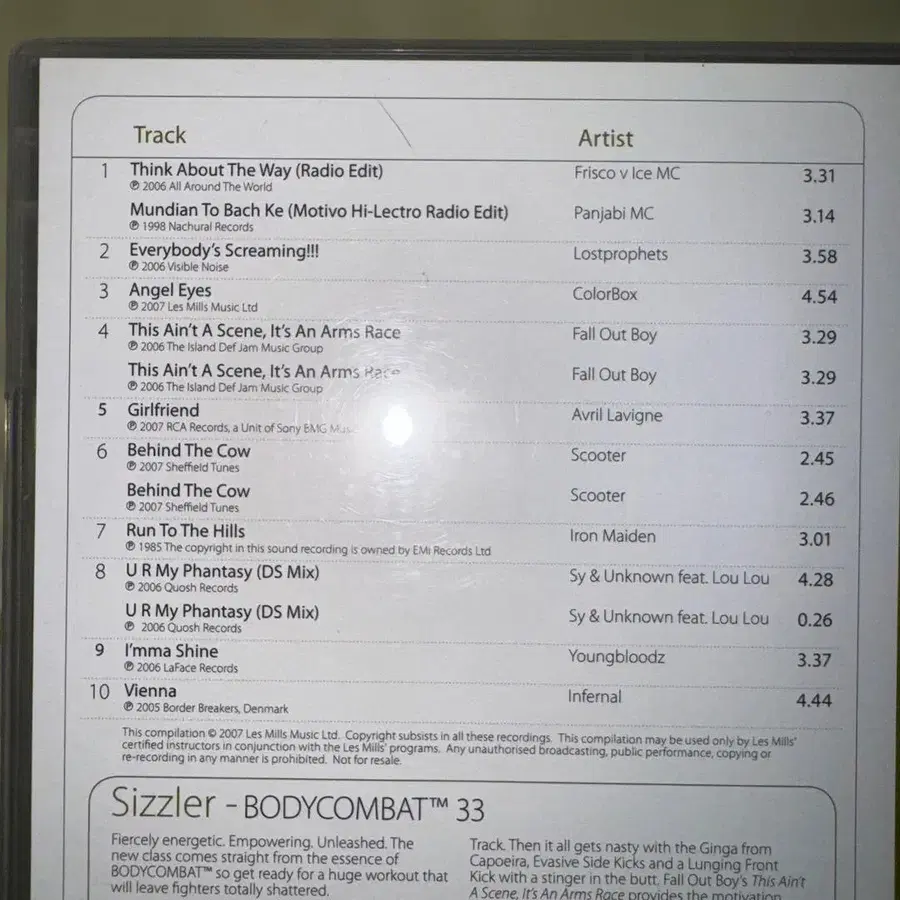 Track Artist
1 Think About The Way (Radio Edit) Frisco v Ice MC 3.31
℗ 2006 All Around The World
Mundian To Bach Ke (Motivo Hi-Lectro Radio Edit) Panjabi MC 3.14
℗ 1998 Nachural Records
2 Everybody's Screaming!!! Lostprophets 3.58
℗ 2006 Visible Noise
3 Angel Eyes ColorBox 4.54
℗ 2007 Les Mills Music Ltd
4 This Ain't A Scene, It's An Arms Race Fall Out Boy 3.29
℗ 2006 The Island Def Jam Music Group
This Ain't A Scene, It's An Arms Race Fall Out Boy 3.29
℗ 2006 The Island Def Jam Music Group
5 Girlfriend Avril Lavigne 3.37
℗ 2007 RCA Records, a Unit of Sony BMG
6 Behind The Cow Scooter 2.45
℗ 2007 Sheffield Tunes
Behind The Cow Scooter 2.46
℗ 2007 Sheffield Tunes
7 Run To The Hills Iron Maiden 3.01
℗ 1985 The copyright in this sound recording is owned by EMI Records Ltd
8 U R My Phantasy (DS Mix) Sy & Unknown feat. Lou Lou 4.28
℗ 2006 Quosh Records
U R My Phantasy (DS Mix) Sy & Unknown feat. Lou Lou 0.26
℗ 2006 Quosh Records
9 I'mma Shine Youngbloodz 3.37
℗ 2006 LaFace Records
10 Vienna Infernal 4.44
℗ 2005 Border Breakers, Denmark
This compilation © 2007 Les Mills Music Ltd. Copyright subsists in all these recordings. This compilation may be used only by Les Mills'
certified instructors in conjunction with the Les Mills' programs. Any unauthorised broadcasting, public performance, copying or
re-recording in any manner is prohibited. Not for resale.
Sizzler – BODYCOMBAT™ 33
Fiercely energetic. Empowering. Unleashed. The
new class comes straight from the essence of
BODYCOMBAT™ so get ready for a huge workout that
will leave fighters totally shattered.
Track. Then it all gets nasty with the Ginga from
Capoeira, Evasive Side Kicks and a Lunging Front
Kick with a stinger in the butt. Fall Out Boy's This Ain't
A Scene, It's An Arms Race provides the motivation